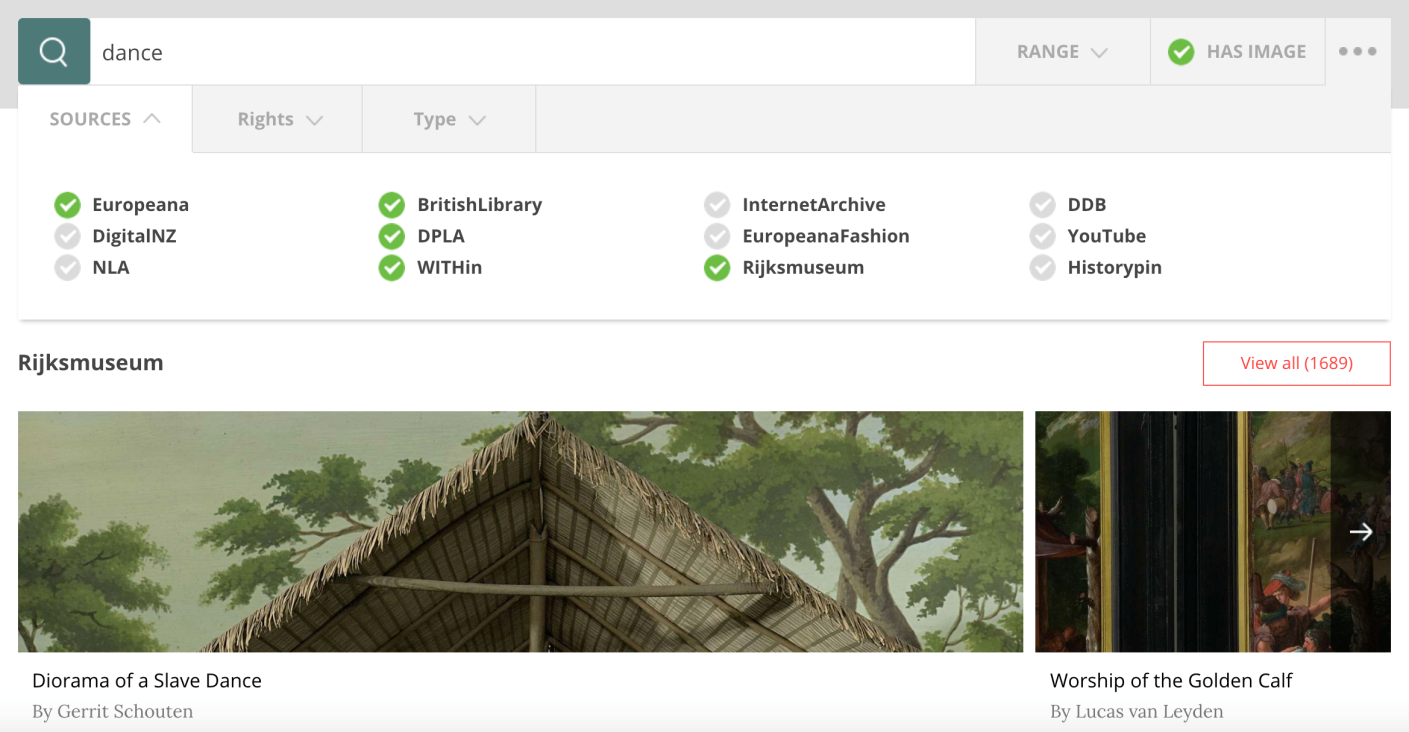 dance
RANGE
HAS IMAGE
SOURCES
Rights
Type
Europeana
BritishLibrary
InternetArchive
DDB
DigitalNZ
DPLA
EuropeanaFashion
YouTube
NLA
WITHin
Rijksmuseum
Historypin
Rijksmuseum
View all (1689)
Diorama of a Slave Dance
By Gerrit Schouten
Worship of the Golden Calf
By Lucas van Leyden